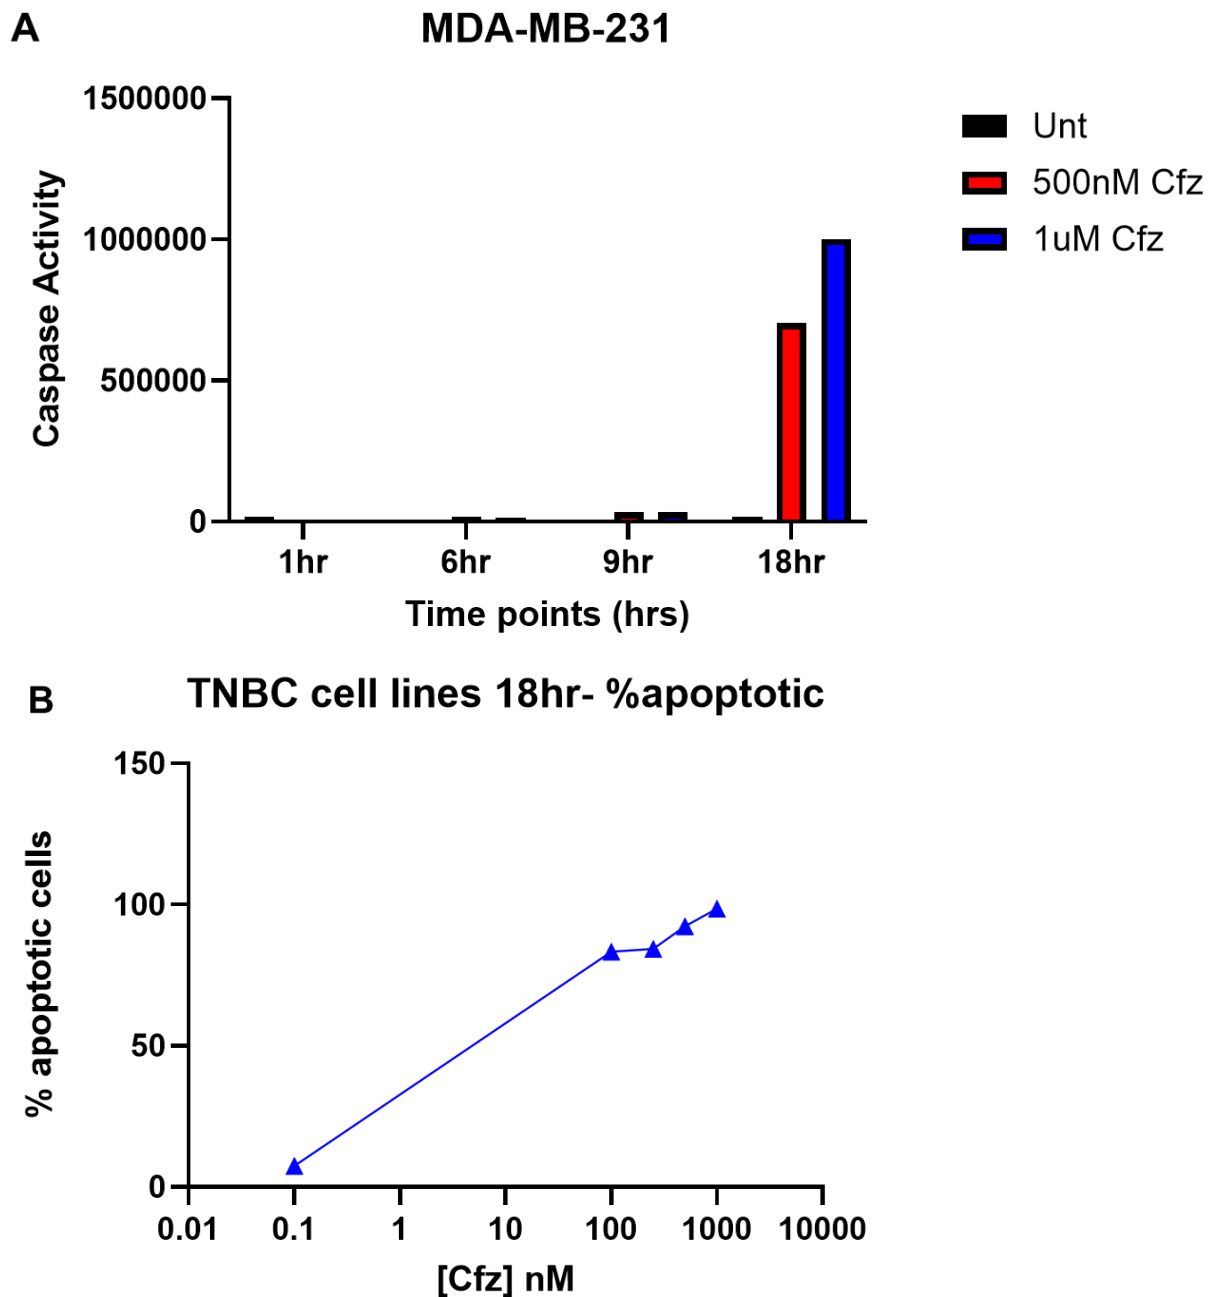 A
MDA-MB-231
1500000
1000000
500000
0
Caspase Activity
1hr
6hr
9hr
18hr
Time points (hrs)
Unt
500nM Cfz
1uM Cfz
B
TNBC cell lines 18hr- %apoptotic
150
100
50
0
% apoptotic cells
0.01
0.1
1
10
100
1000
10000
[Cfz] nM